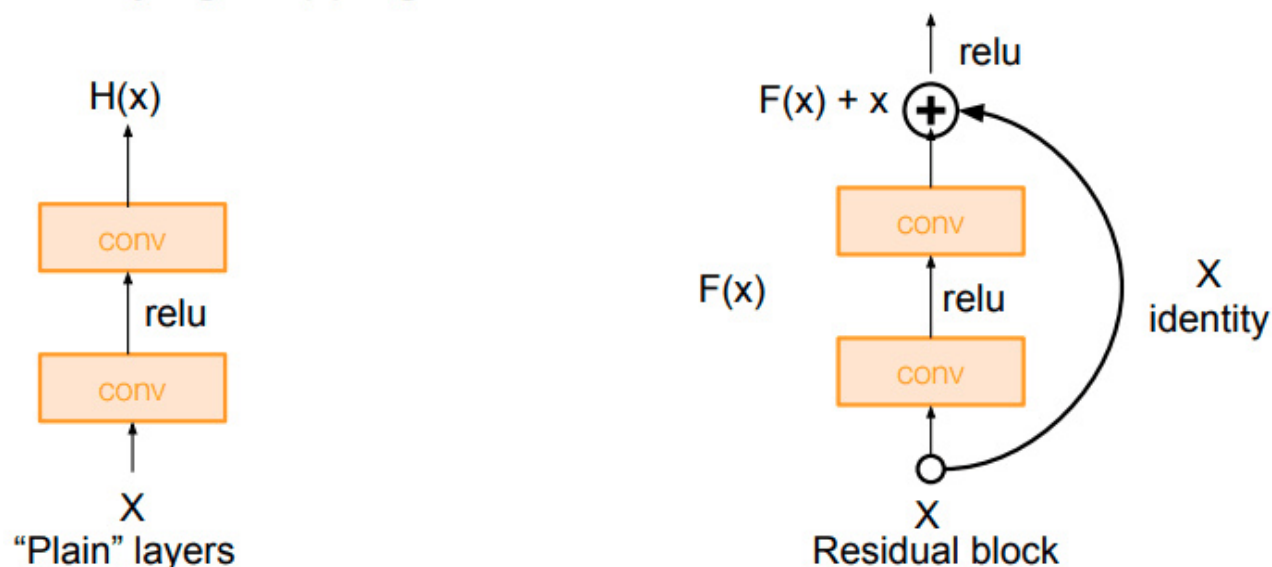 H(x)
conv
relu
conv
X
“Plain” layers
relu
F(x) + x
conv
F(x)
relu
X
identity
conv
X
Residual block